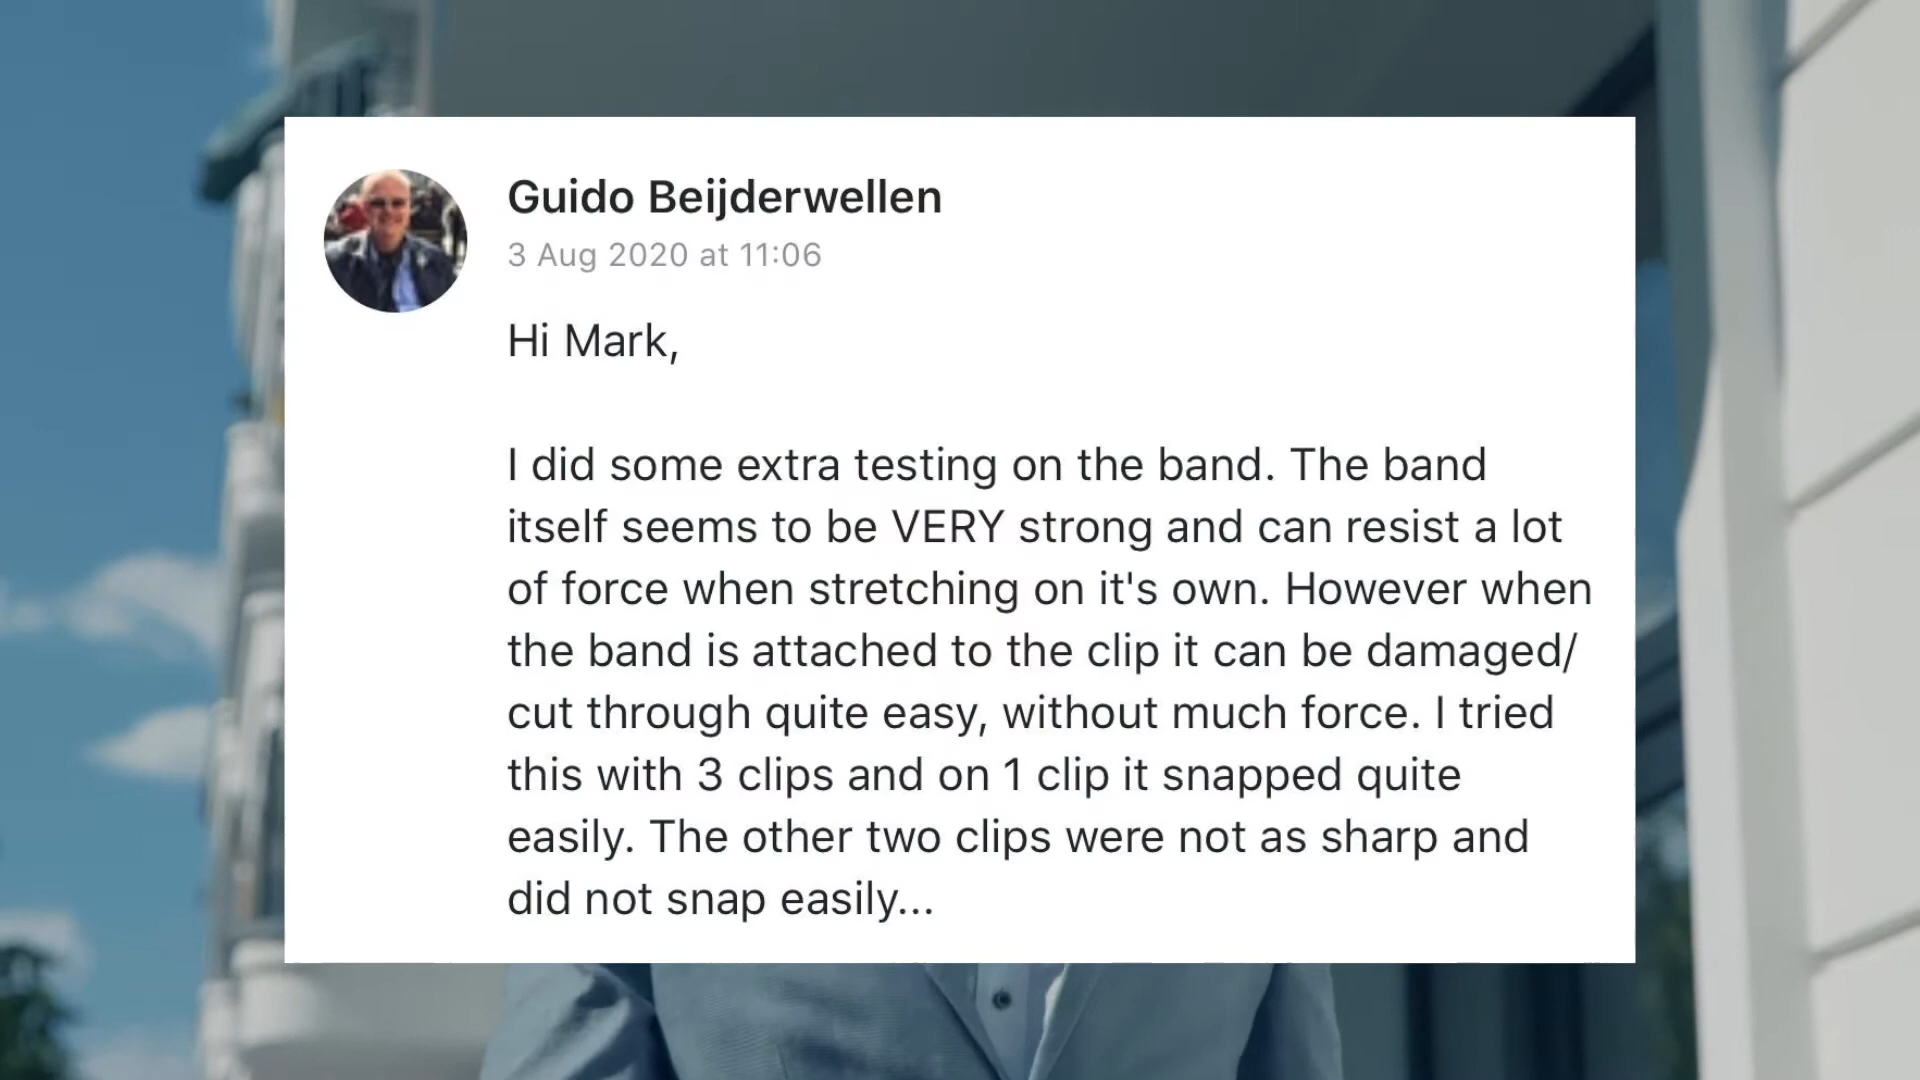 Guido Beijderwellen
3 Aug 2020 at 11:06
Hi Mark,
I did some extra testing on the band. The band
itself seems to be VERY strong and can resist a lot
of force when stretching on it's own. However when
the band is attached to the clip it can be damaged/
cut through quite easy, without much force. I tried
this with 3 clips and on 1 clip it snapped quite
easily. The other two clips were not as sharp and
did not snap easily...